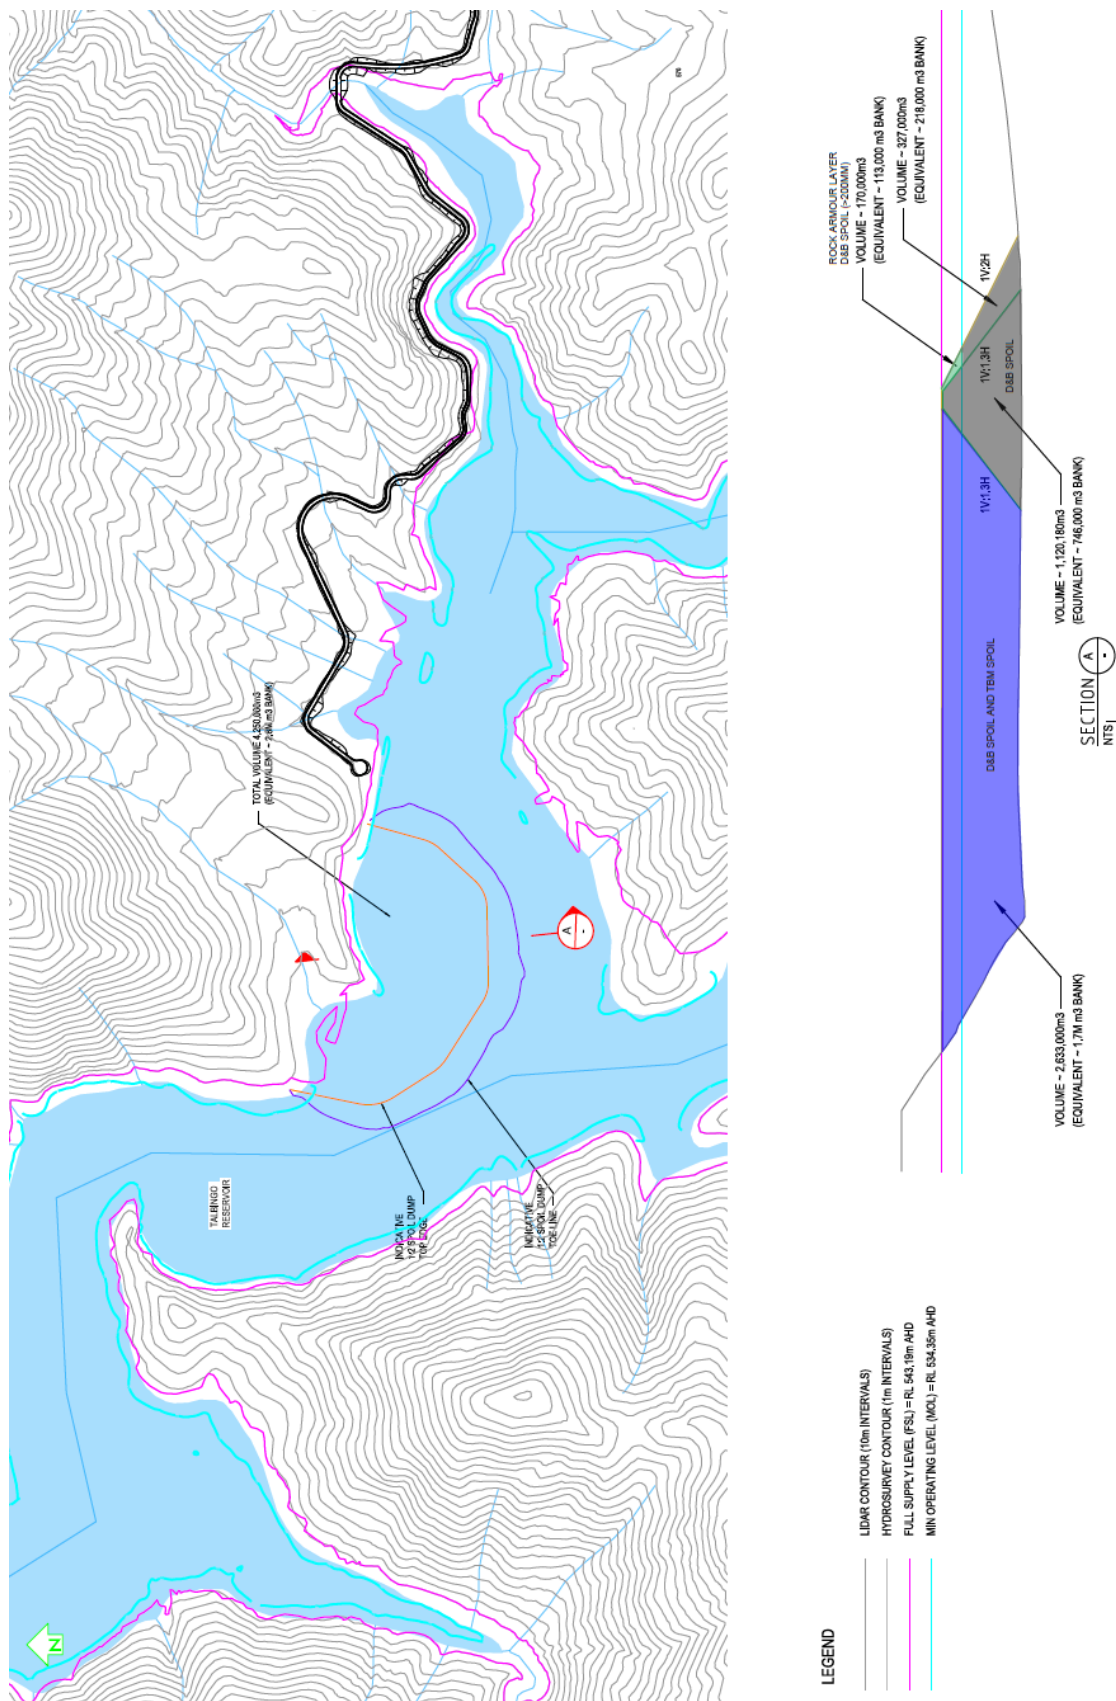 TOTAL VOLUME 4,250,000m3
(EQUIVALENT ~ 2,8M m3 BANK)
A
-
TALBINGO
RESERVOIR
INDICATIVE
1:2 SPOIL DUMP
TOP EDGE
INDICATIVE
1:2 SPOIL DUMP
TOE LINE
N
ROCK ARMOUR LAYER
D&B SPOIL (>200MM)
VOLUME ~ 170,000m3
(EQUIVALENT ~ 113,000 m3 BANK)
VOLUME ~ 327,000m3
(EQUIVALENT ~ 218,000 m3 BANK)
1V:2H
1V:1.3H
D&B SPOIL
1V:1.3H
VOLUME ~ 1,120,180m3
(EQUIVALENT ~ 746,000 m3 BANK)
D&B SPOIL AND TBM SPOIL
VOLUME ~ 2,633,000m3
(EQUIVALENT ~ 1,7M m3 BANK)
SECTION A
-
NTS
LEGEND
LIDAR CONTOUR (10m INTERVALS)
HYDROSURVEY CONTOUR (1m INTERVALS)
FULL SUPPLY LEVEL (FSL) = RL 543,19m AHD
MIN OPERATING LEVEL (MOL) = RL 534,35m AHD